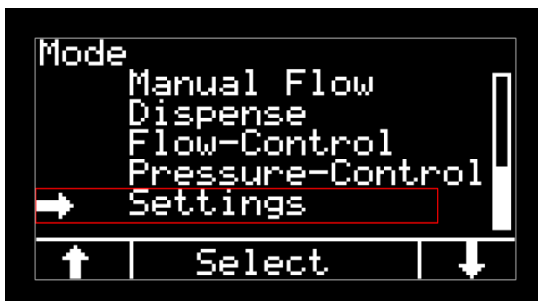 Mode
Manual Flow
Dispense
Flow-Control
Pressure-Control
Settings
Select